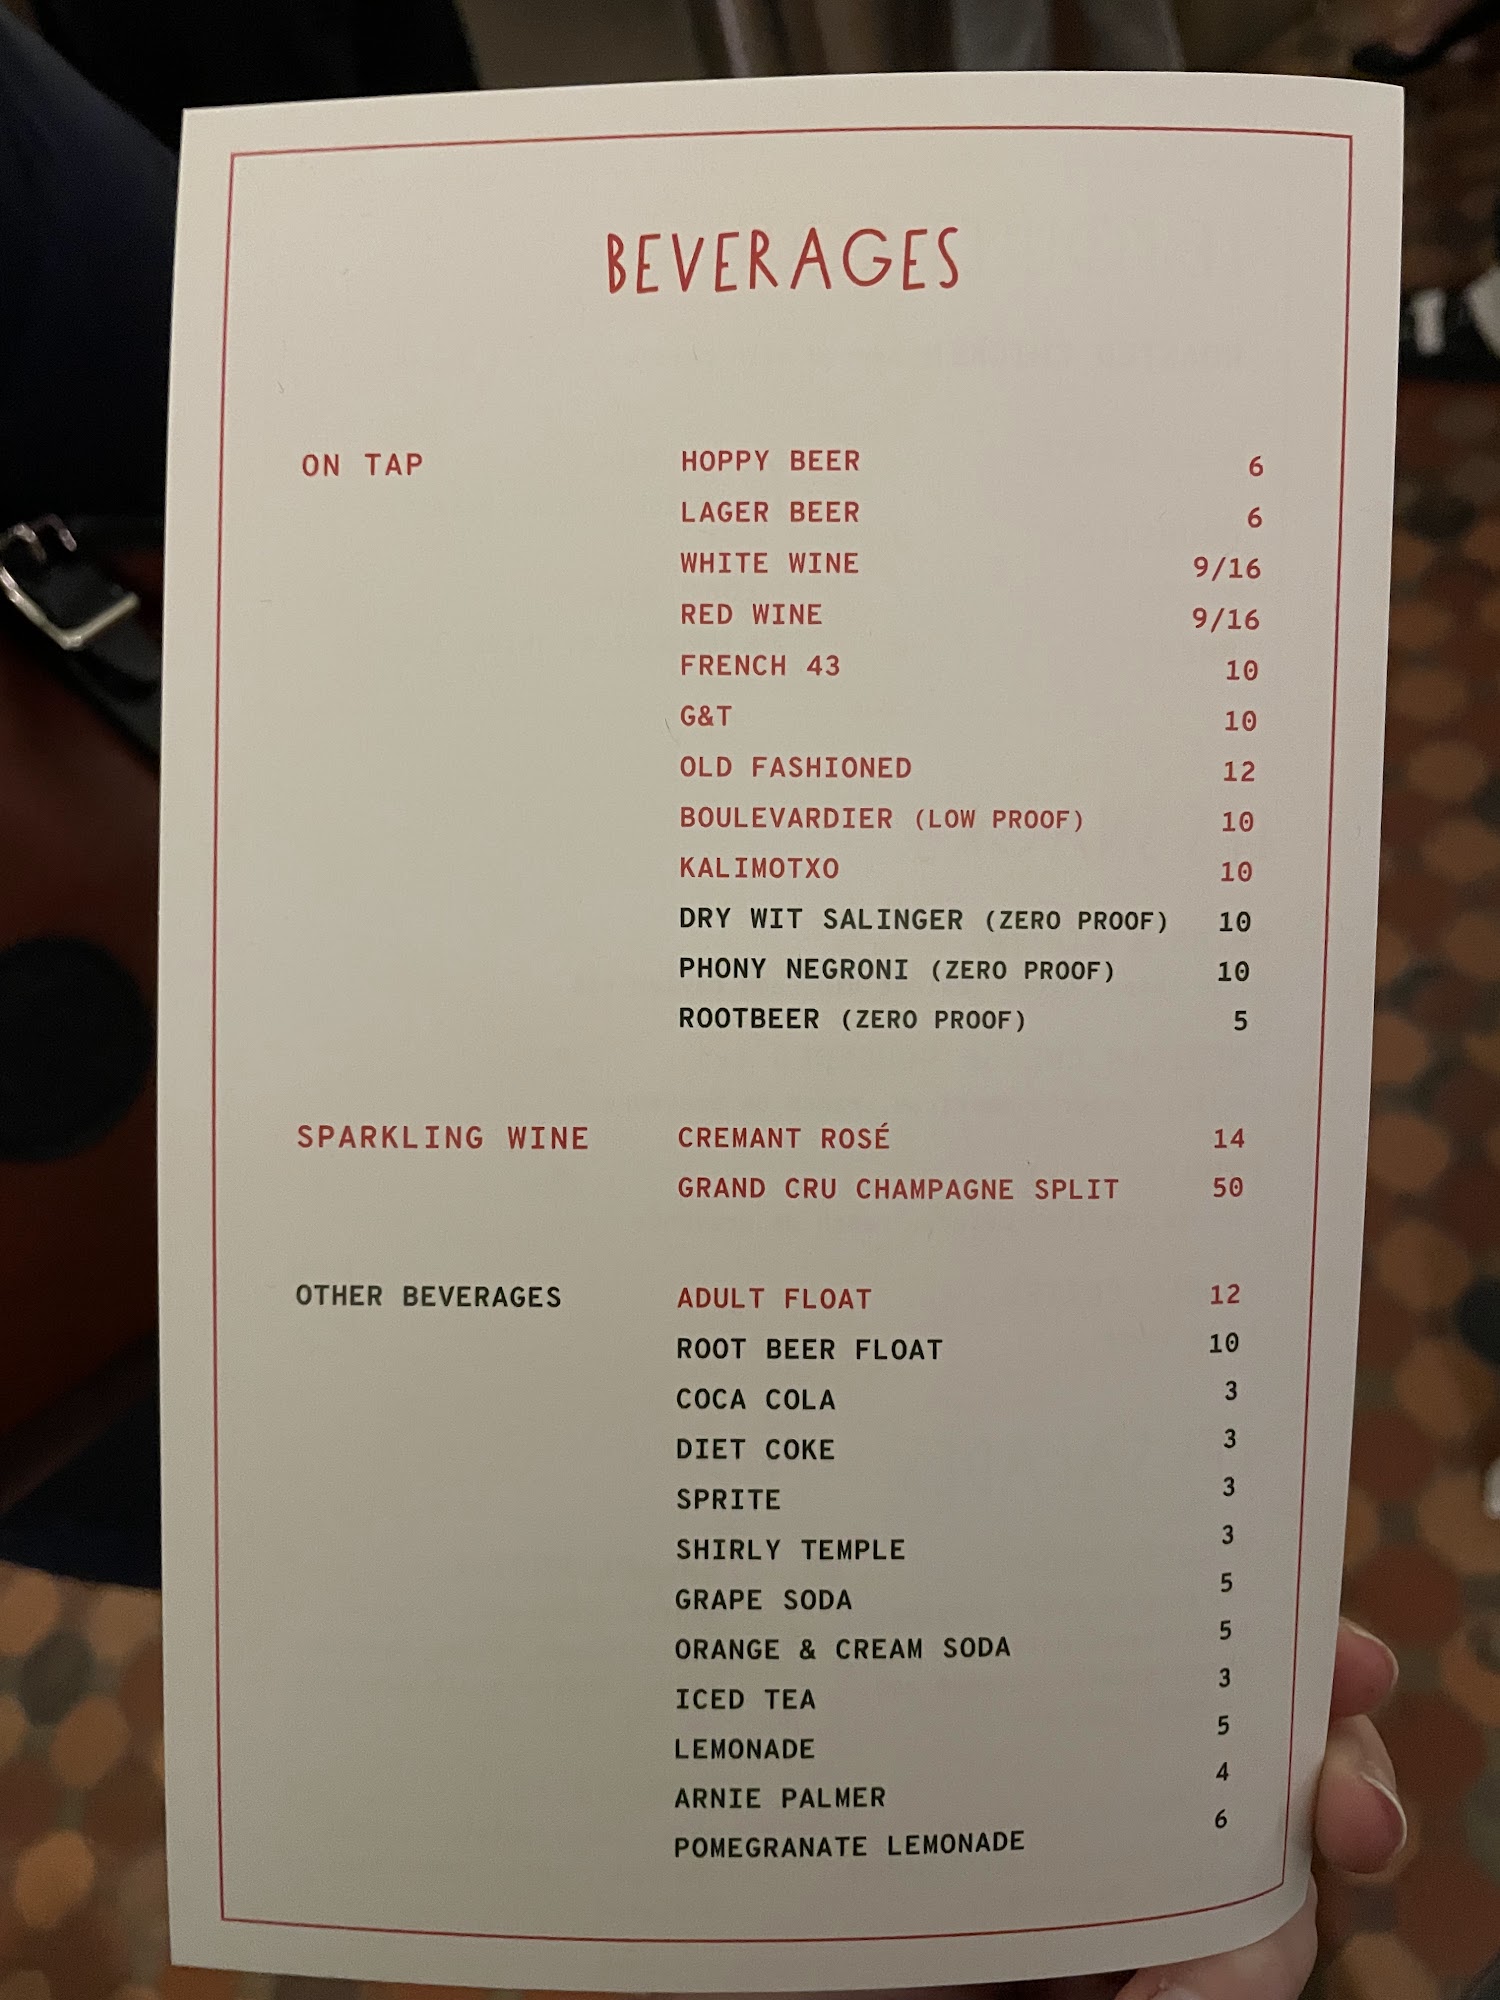 BEVERAGES
ON TAP HOPPY BEER 6
LAGER BEER 6
WHITE WINE 9/16
RED WINE 9/16
FRENCH 43 10
G&T 10
OLD FASHIONED 12
BOULEVARDIER (LOW PROOF) 10
KALIMOTXO 10
DRY WIT SALINGER (ZERO PROOF) 10
PHONY NEGRONI (ZERO PROOF) 10
ROOTBEER (ZERO PROOF) 5
SPARKLING WINE CREMANT ROSÉ 14
GRAND CRU CHAMPAGNE SPLIT 50
OTHER BEVERAGES ADULT FLOAT 12
ROOT BEER FLOAT 10
COCA COLA 3
DIET COKE 3
SPRITE 3
SHIRLY TEMPLE 3
GRAPE SODA 5
ORANGE & CREAM SODA 5
ICED TEA 3
LEMONADE 5
ARNIE PALMER 4
POMEGRANATE LEMONADE 6